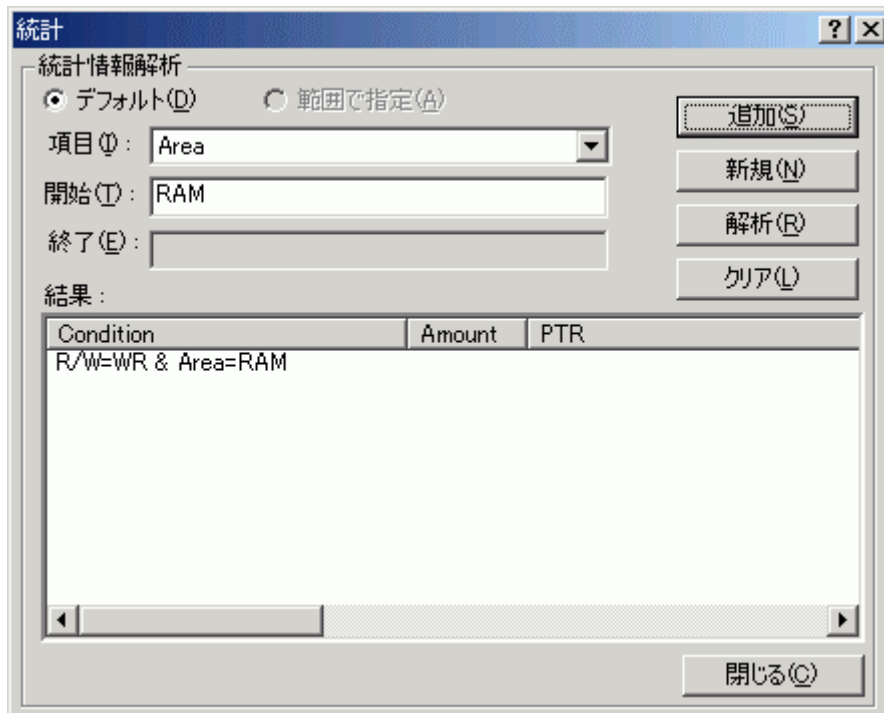 統計
統計情報解析
デフォルト(D) 範囲で指定(A)
追加(S)
項目(I): Area
新規(N)
開始(T): RAM
解析(R)
終了(E):
クリア(L)
結果:
Condition Amount PTR
R/W=WR & Area=RAM
閉じる(C)